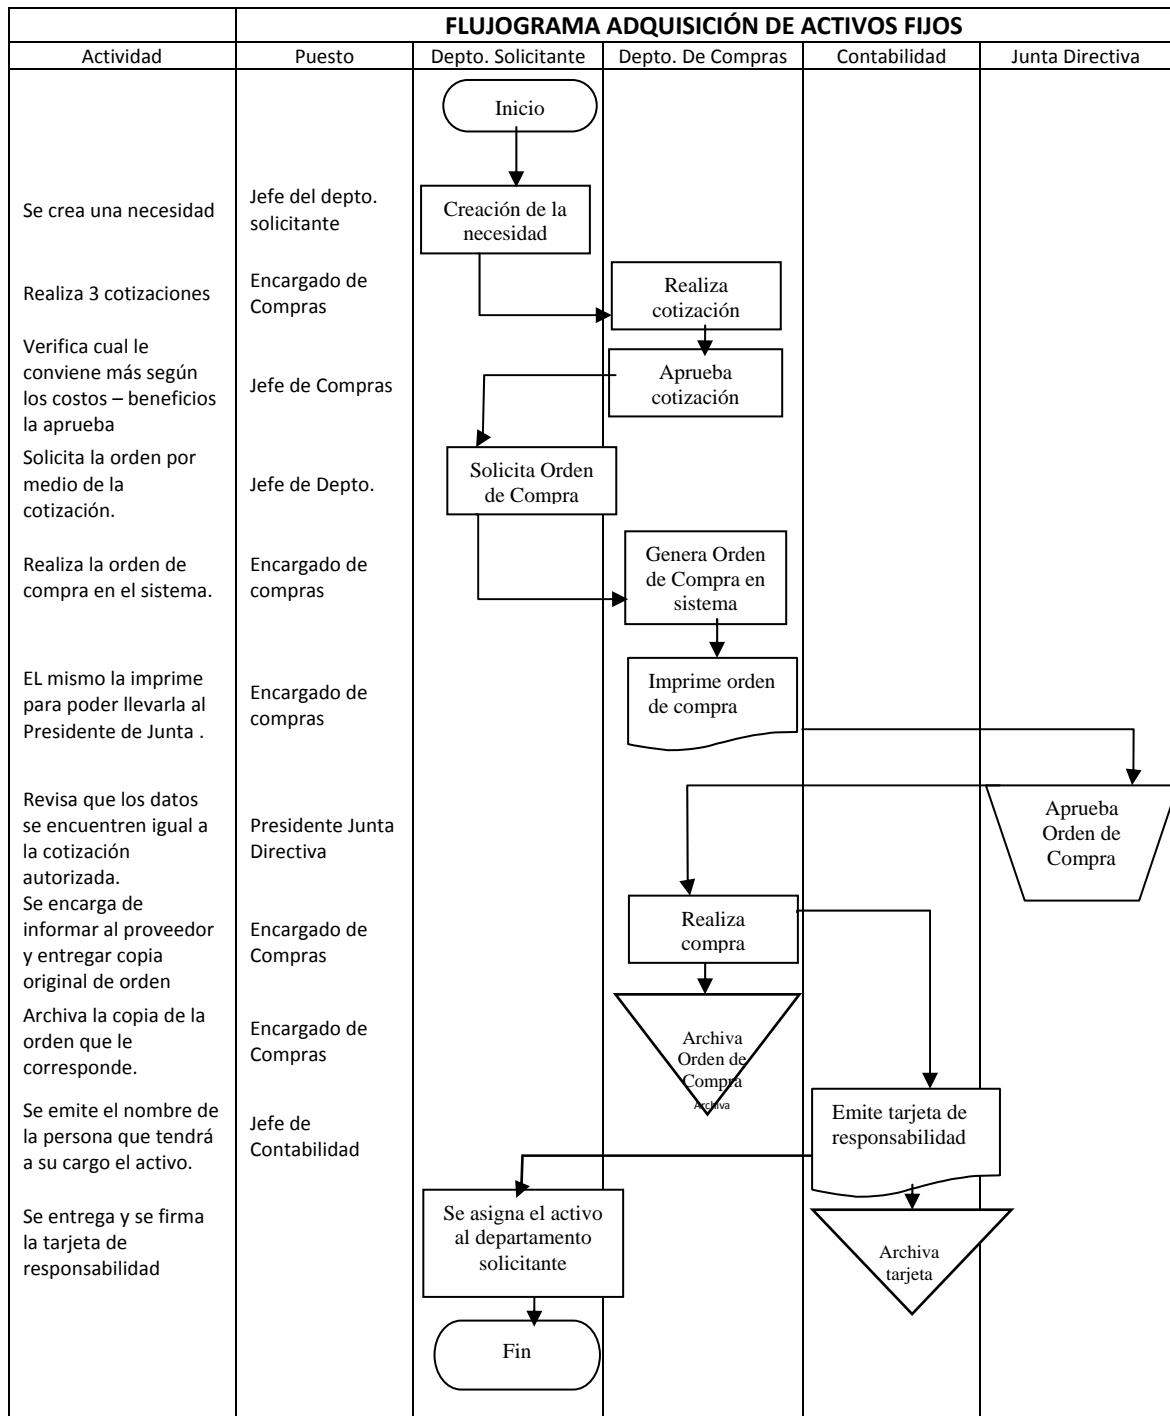 FLUJOGRAMA ADQUISICIÓN DE ACTIVOS FIJOS
Actividad
Puesto
Depto. Solicitante
Depto. De Compras
Contabilidad
Junta Directiva
Inicio
Se crea una necesidad
Jefe del depto.
solicitante
Creación de la
necesidad
Realiza 3 cotizaciones
Encargado de
Compras
Realiza
cotización
Verifica cual le
conviene más según
los costos – beneficios
la aprueba
Jefe de Compras
Aprueba
cotización
Solicita la orden por
medio de la
cotización.
Jefe de Depto.
Solicita Orden
de Compra
Realiza la orden de
compra en el sistema.
Encargado de
compras
Genera Orden
de Compra en
sistema
EL mismo la imprime
para poder llevarla al
Presidente de Junta .
Encargado de
compras
Imprime orden
de compra
Revisa que los datos
se encuentren igual a
la cotización
autorizada.
Presidente Junta
Directiva
Aprueba
Orden de
Compra
Se encarga de
informar al proveedor
y entregar copia
original de orden
Encargado de
Compras
Realiza
compra
Archiva la copia de la
orden que le
corresponde.
Encargado de
Compras
Archiva
Orden de
Compra
Archiva
Se emite el nombre de
la persona que tendrá
a su cargo el activo.
Jefe de
Contabilidad
Emite tarjeta de
responsabilidad
Se entrega y se firma
la tarjeta de
responsabilidad
Se asigna el activo
al departamento
solicitante
Archiva
tarjeta
Fin